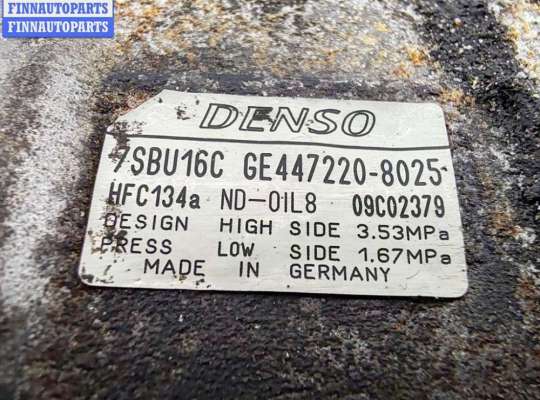 FINNAUTOPARTS
FINNAUTOPARTS
DENSO
7SBU16C GE447220-8025
HFC134a ND-OIL8 09C02379
DESIGN HIGH SIDE 3.53MPa
PRESS LOW SIDE 1.67MPa
MADE IN GERMANY